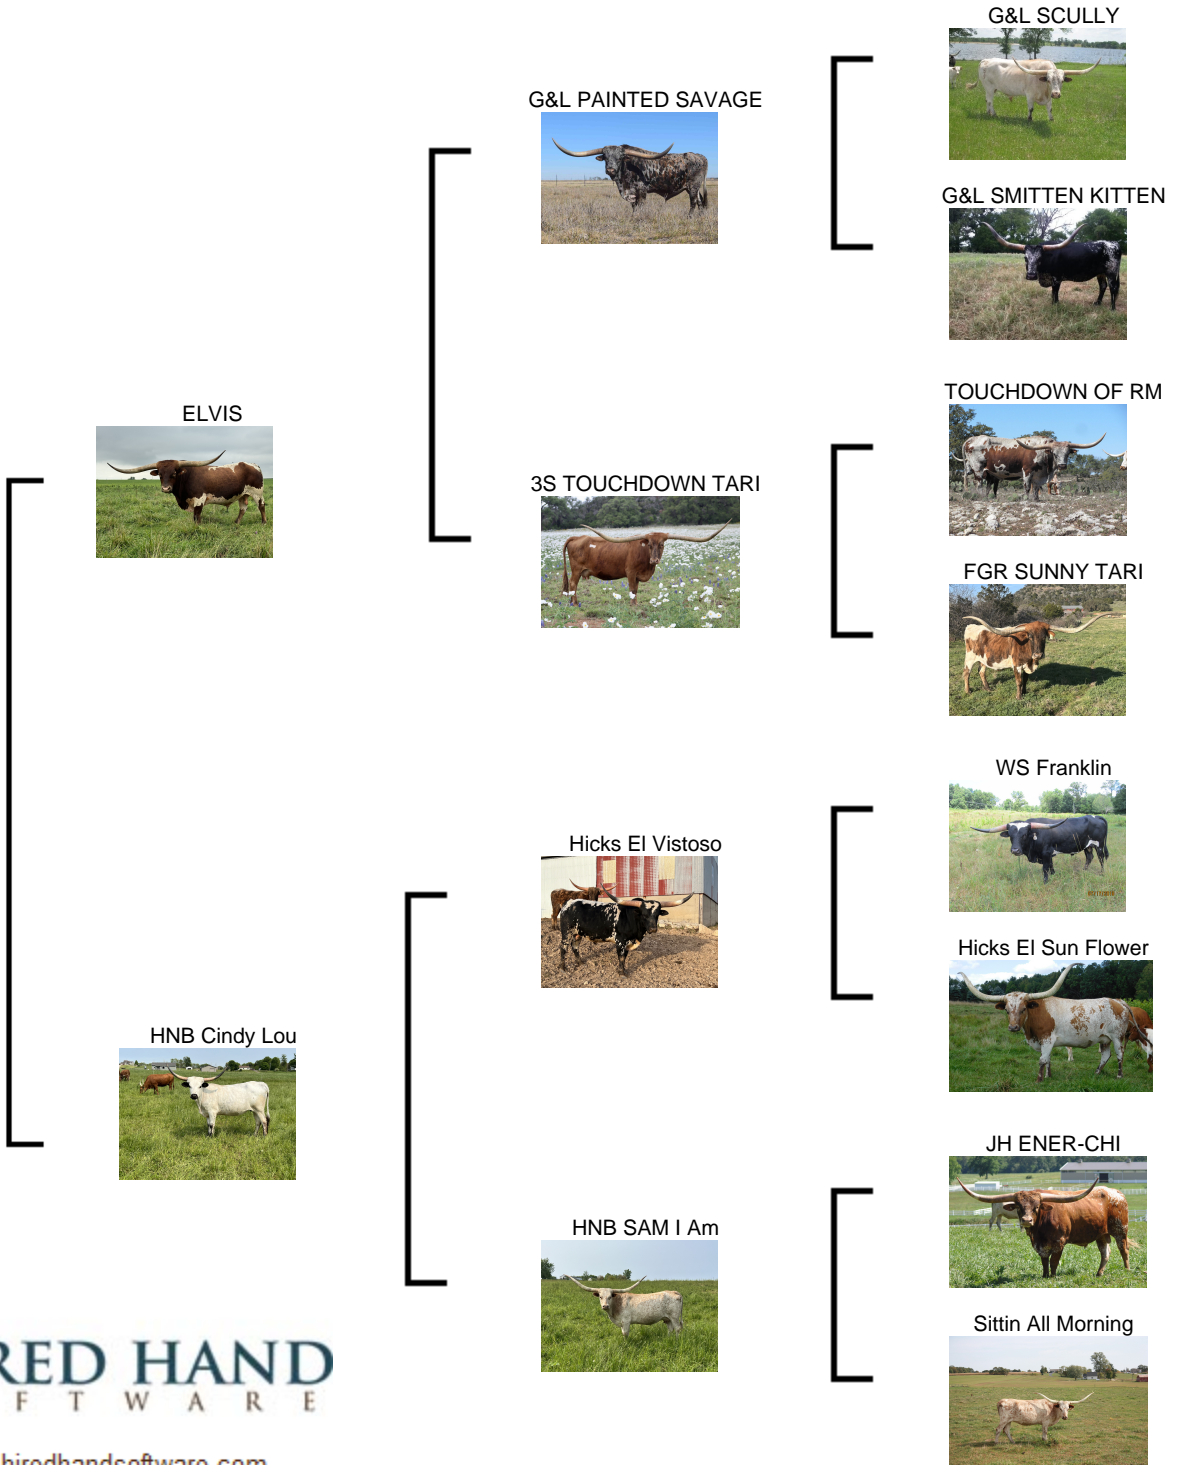 G&L SCULLY
G&L PAINTED SAVAGE
G&L SMITTEN KITTEN
TOUCHDOWN OF RM
ELVIS
3S TOUCHDOWN TARI
FGR SUNNY TARI
WS Franklin
Hicks El Vistoso
Hicks El Sun Flower
HNB Cindy Lou
JH ENER-CHI
HNB SAM I Am
Sittin All Morning
RED HAND
F T W A R E
hiredhandsoftware.com